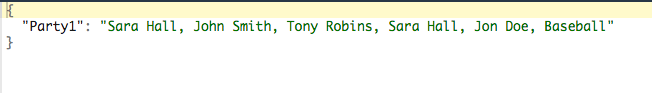 {
"Party1": "Sara Hall, John Smith, Tony Robins, Sara Hall, Jon Doe, Baseball"
}